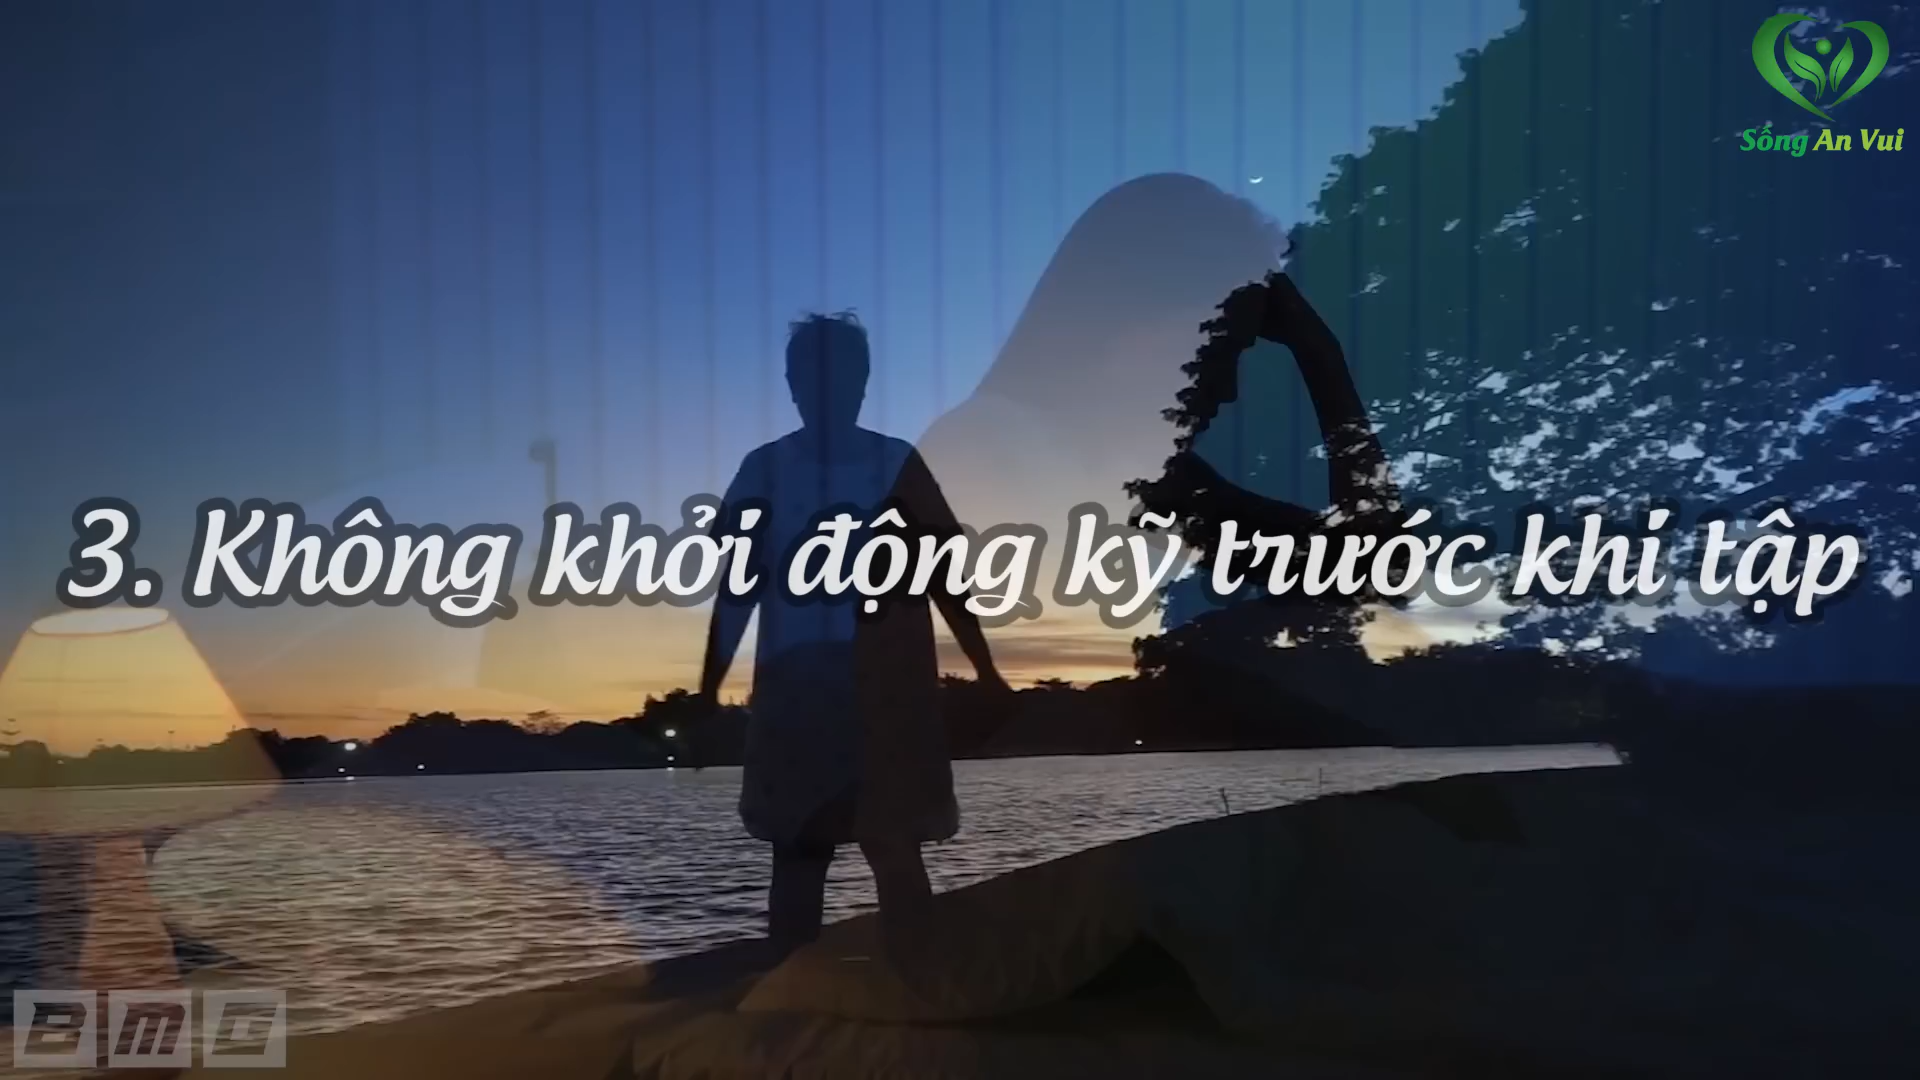 Sống An Vui
3. Không khởi động kỹ trước khi tập
BMG